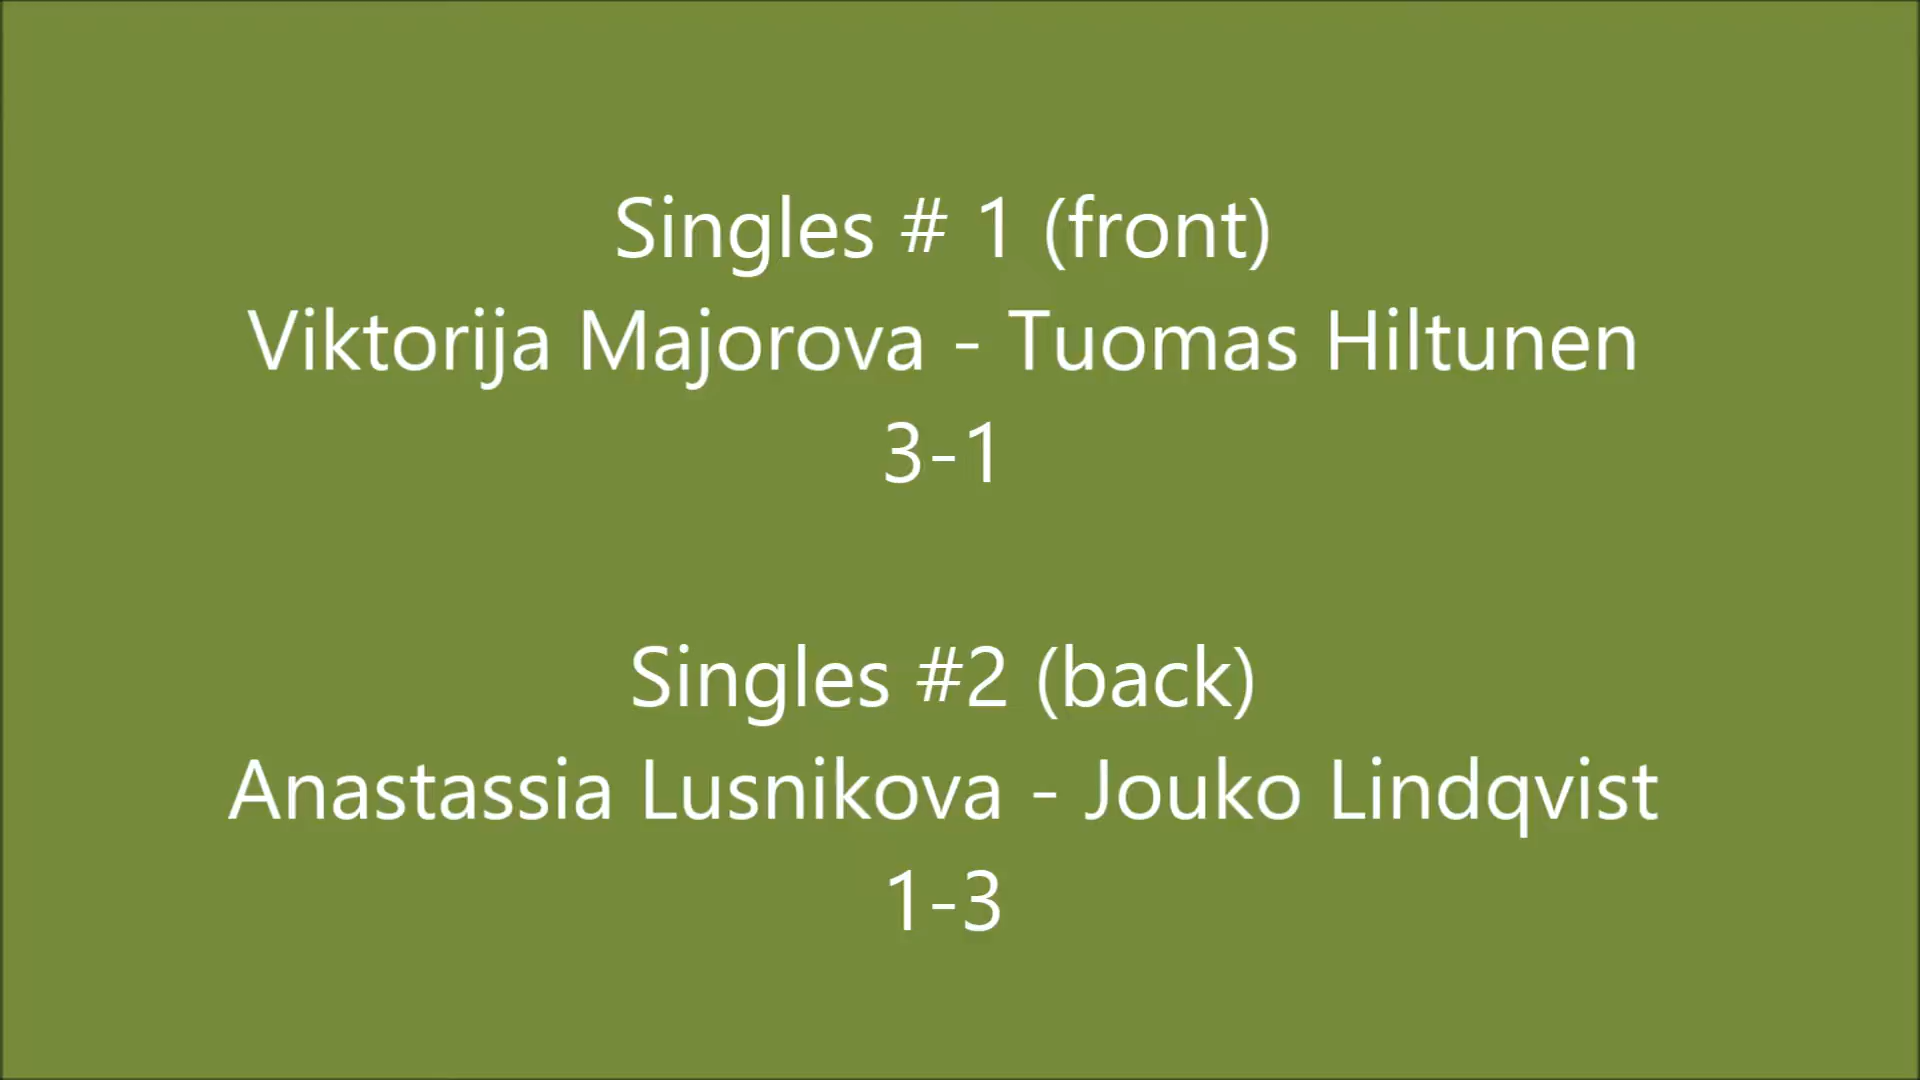 Singles # 1 (front)
Viktorija Majorova - Tuomas Hiltunen
3-1
Singles #2 (back)
Anastassia Lusnikova - Jouko Lindqvist
1-3